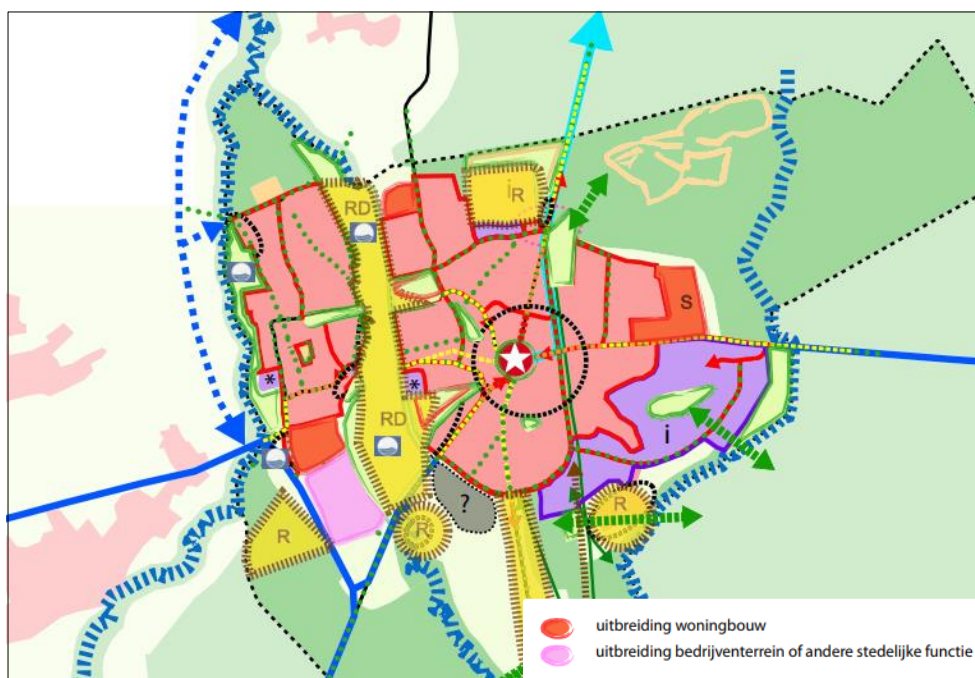 RD
iR
S
*
*
RD
i
?
R
R
R
uitbreiding woningbouw
uitbreiding bedrijventerrein of andere stedelijke functie